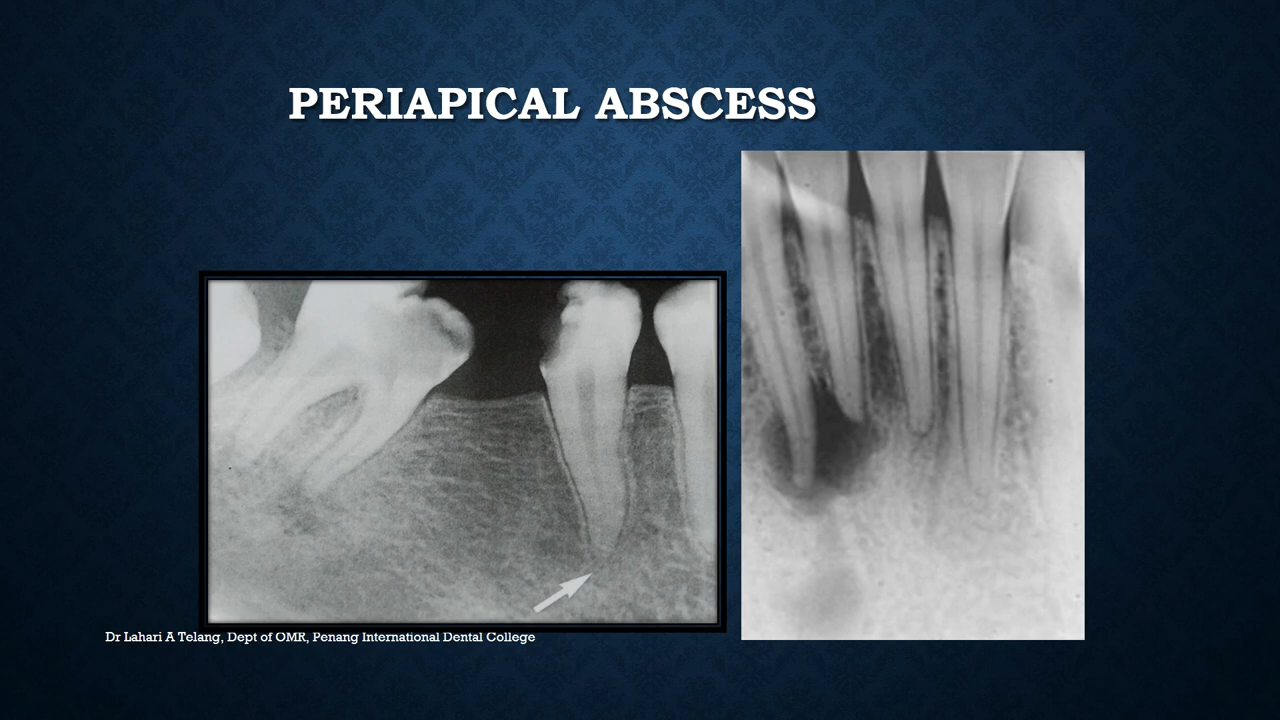 PERIAPICAL ABSCESS
Dr Lahari A Telang, Dept of OMR, Penang International Dental College